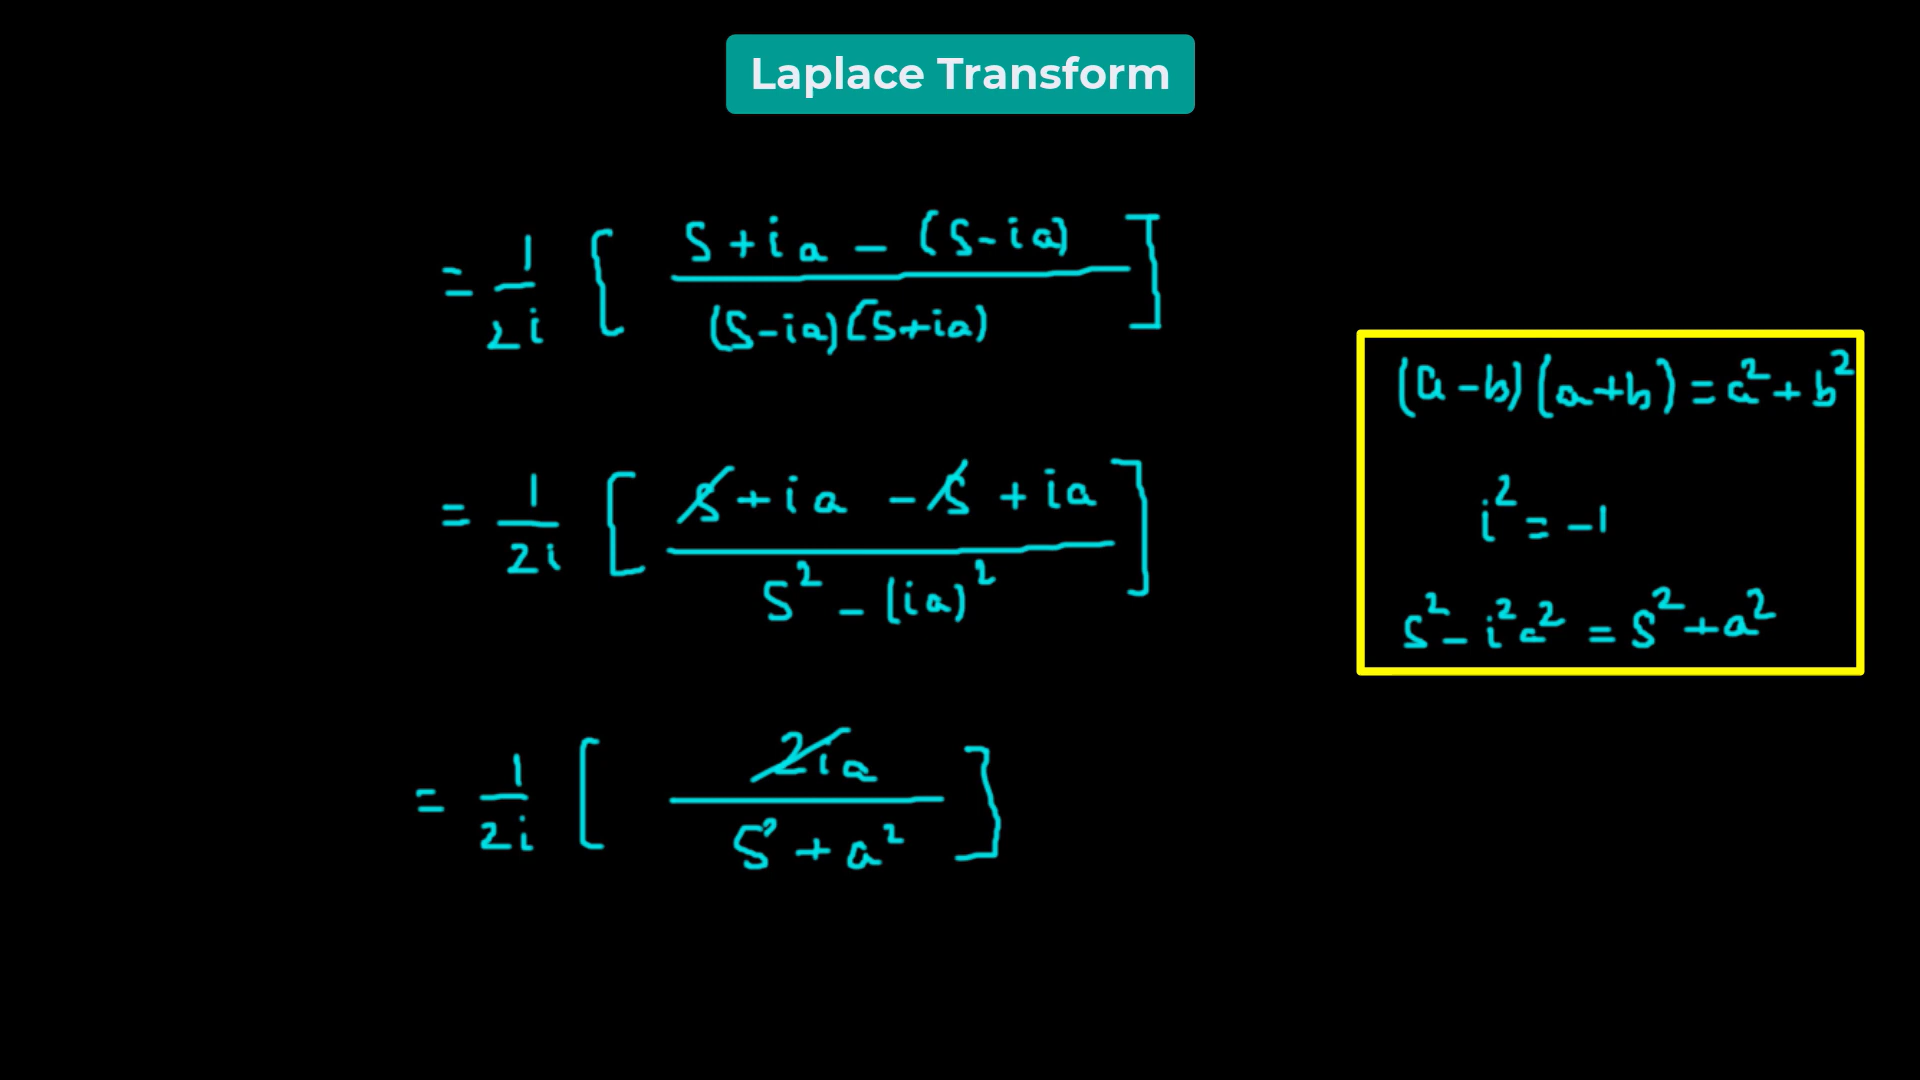 Laplace Transform
= 1/2i [ (s + ia - (s - ia)) / ((s - ia)(s + ia)) ]
= 1/2i [ (s + ia - s + ia) / (s² - (ia)²) ]
= 1/2i [ 2ia / (s² + a²) ]
(a - b)(a + b) = a² + b²
i² = -1
s² - i²a² = s² + a²